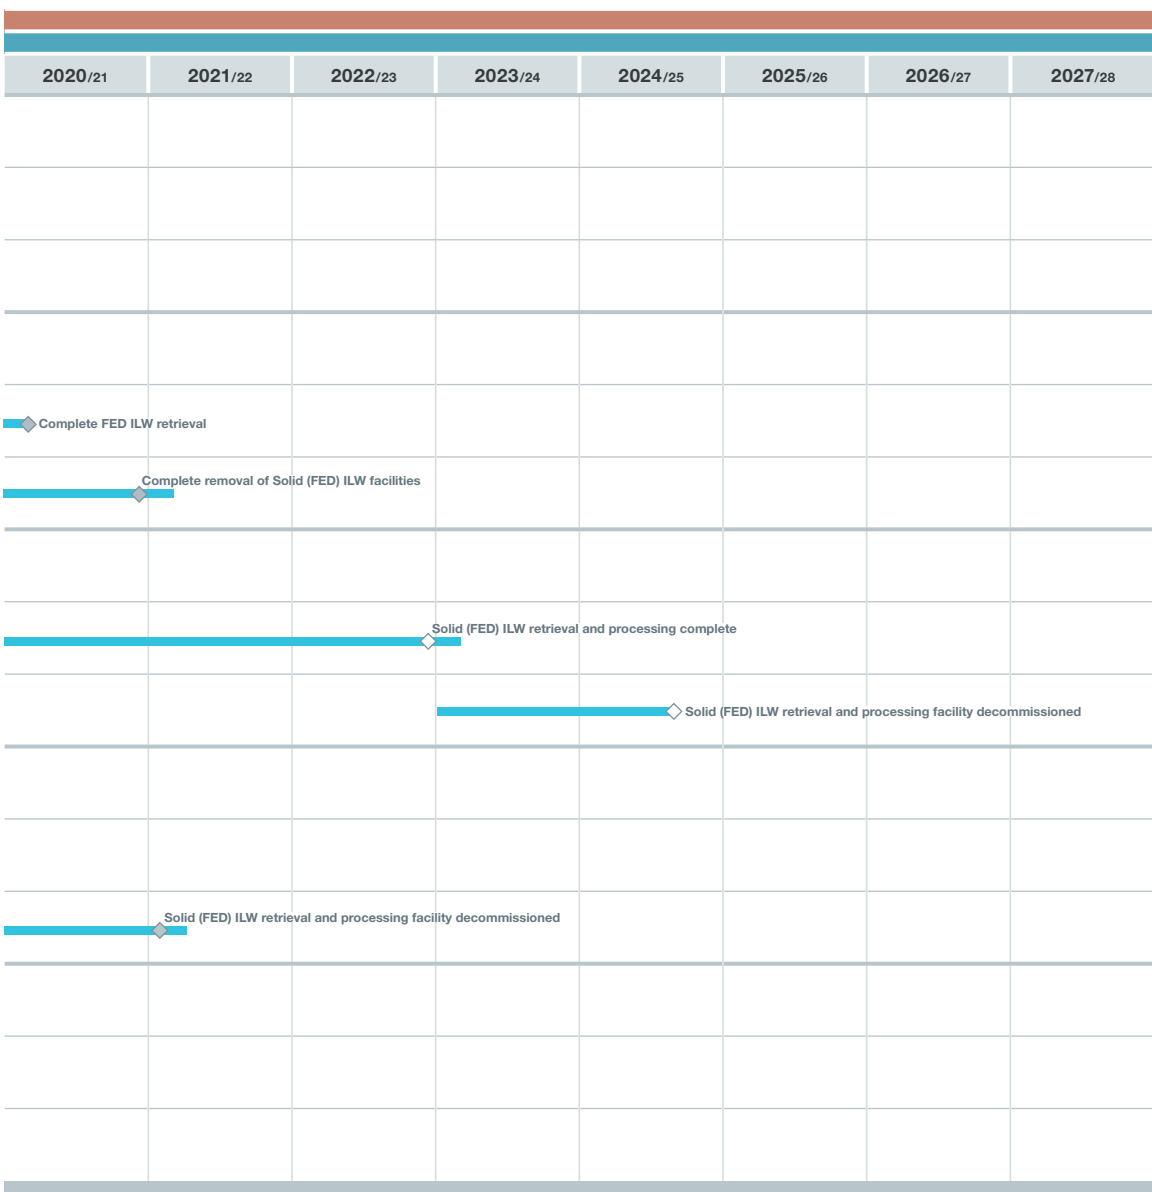 2020/21 2021/22 2022/23 2023/24 2024/25 2025/26 2026/27 2027/28
Complete FED ILW retrieval
Complete removal of Solid (FED) ILW facilities
Solid (FED) ILW retrieval and processing complete
Solid (FED) ILW retrieval and processing facility decommissioned
Solid (FED) ILW retrieval and processing facility decommissioned